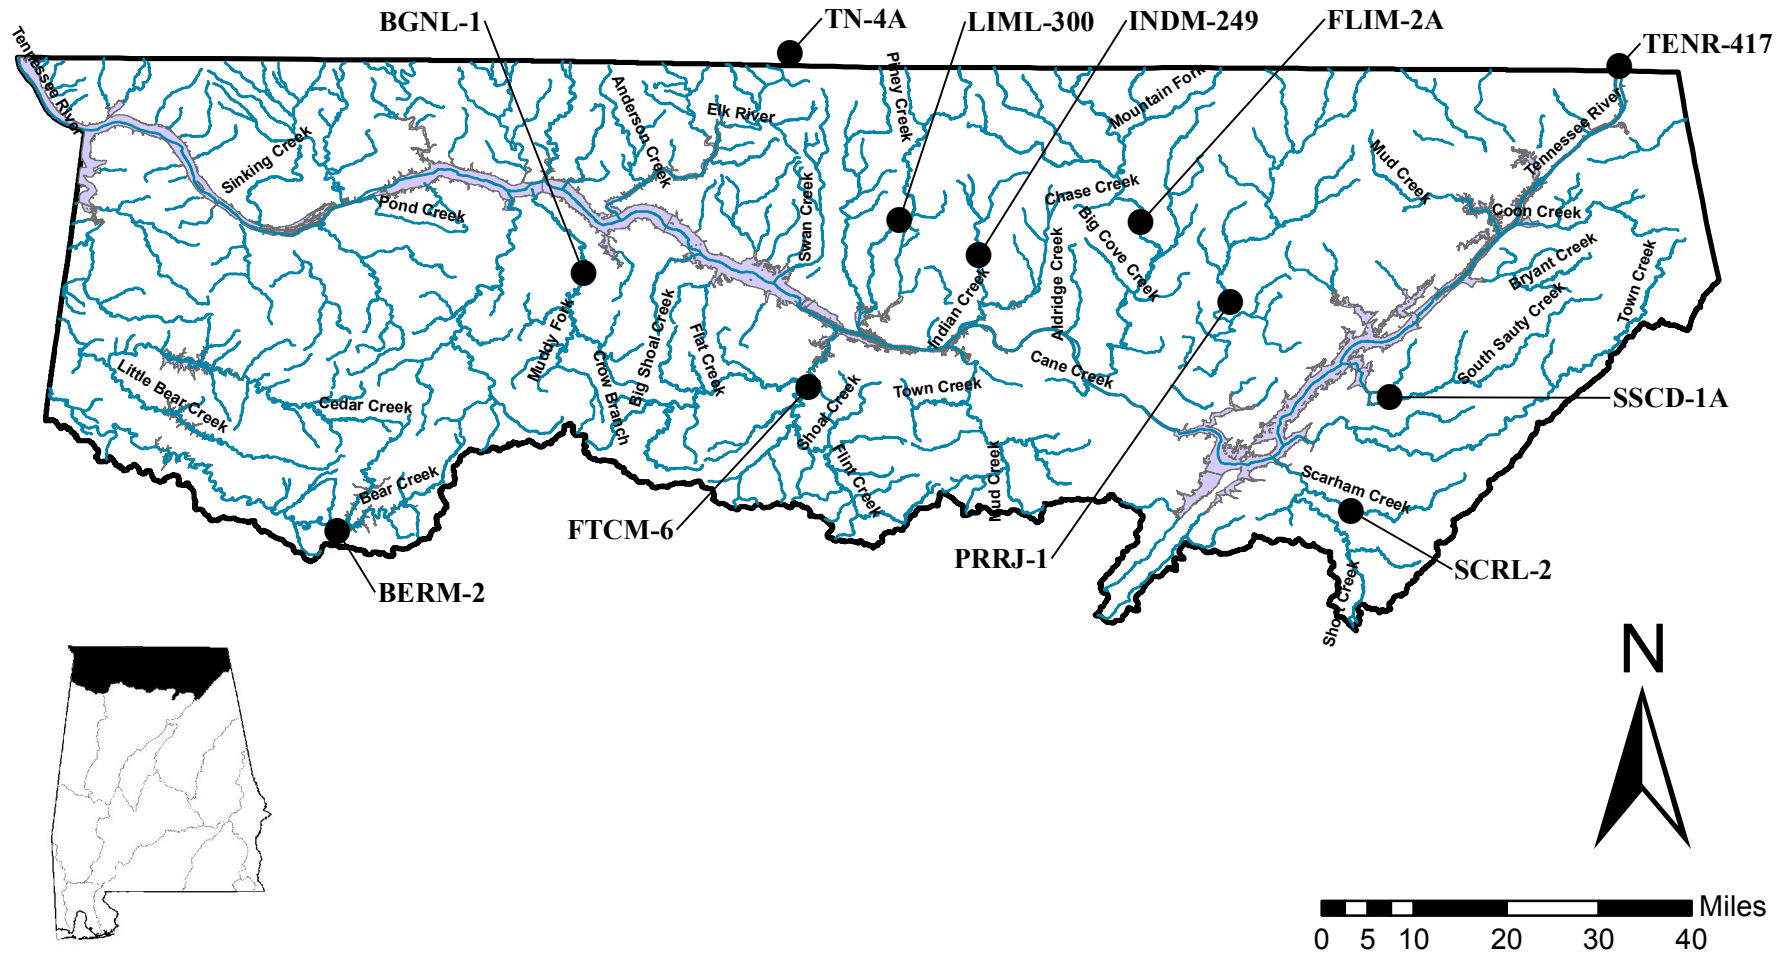 BGNL-1
TN-4A
LIML-300
INDM-249
FLIM-2A
TENR-417
Tennessee River
Sinking Creek
Pond Creek
Anderson Creek
Elk River
Piney Creek
Swan Creek
Mountain Fork
Chase Creek
Big Cove Creek
Aldridge Creek
Indian Creek
Mud Creek
Tennessee River
Coon Creek
Bryant Creek
Town Creek
South Sauty Creek
Muddy Fork
Crow Branch
Big Shoal Creek
Flat Creek
Little Bear Creek
Cedar Creek
Bear Creek
Shoal Creek
Flint Creek
Town Creek
Mud Creek
Cane Creek
Scarham Creek
Short Creek
SSCD-1A
FTCM-6
PRRJ-1
SCRL-2
BERM-2
N
Miles
0 5 10 20 30 40